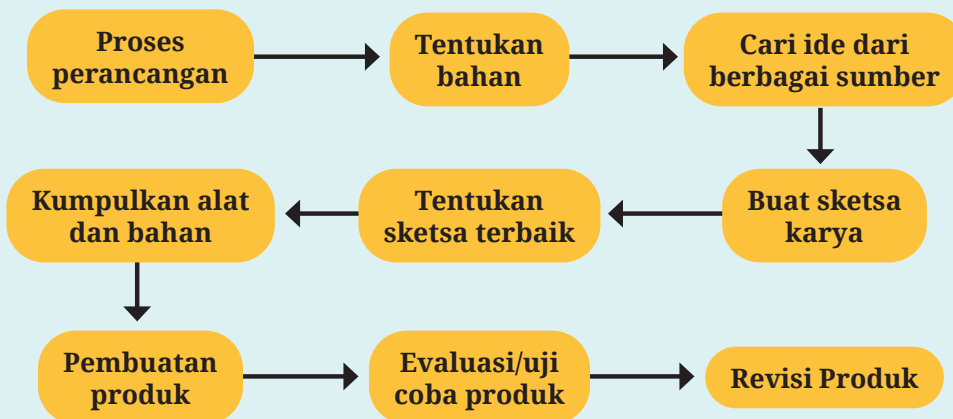 Proses
perancangan
Tentukan
bahan
Cari ide dari
berbagai sumber
Buat sketsa
karya
Tentukan
sketsa terbaik
Kumpulkan alat
dan bahan
Pembuatan
produk
Evaluasi/uji
coba produk
Revisi Produk